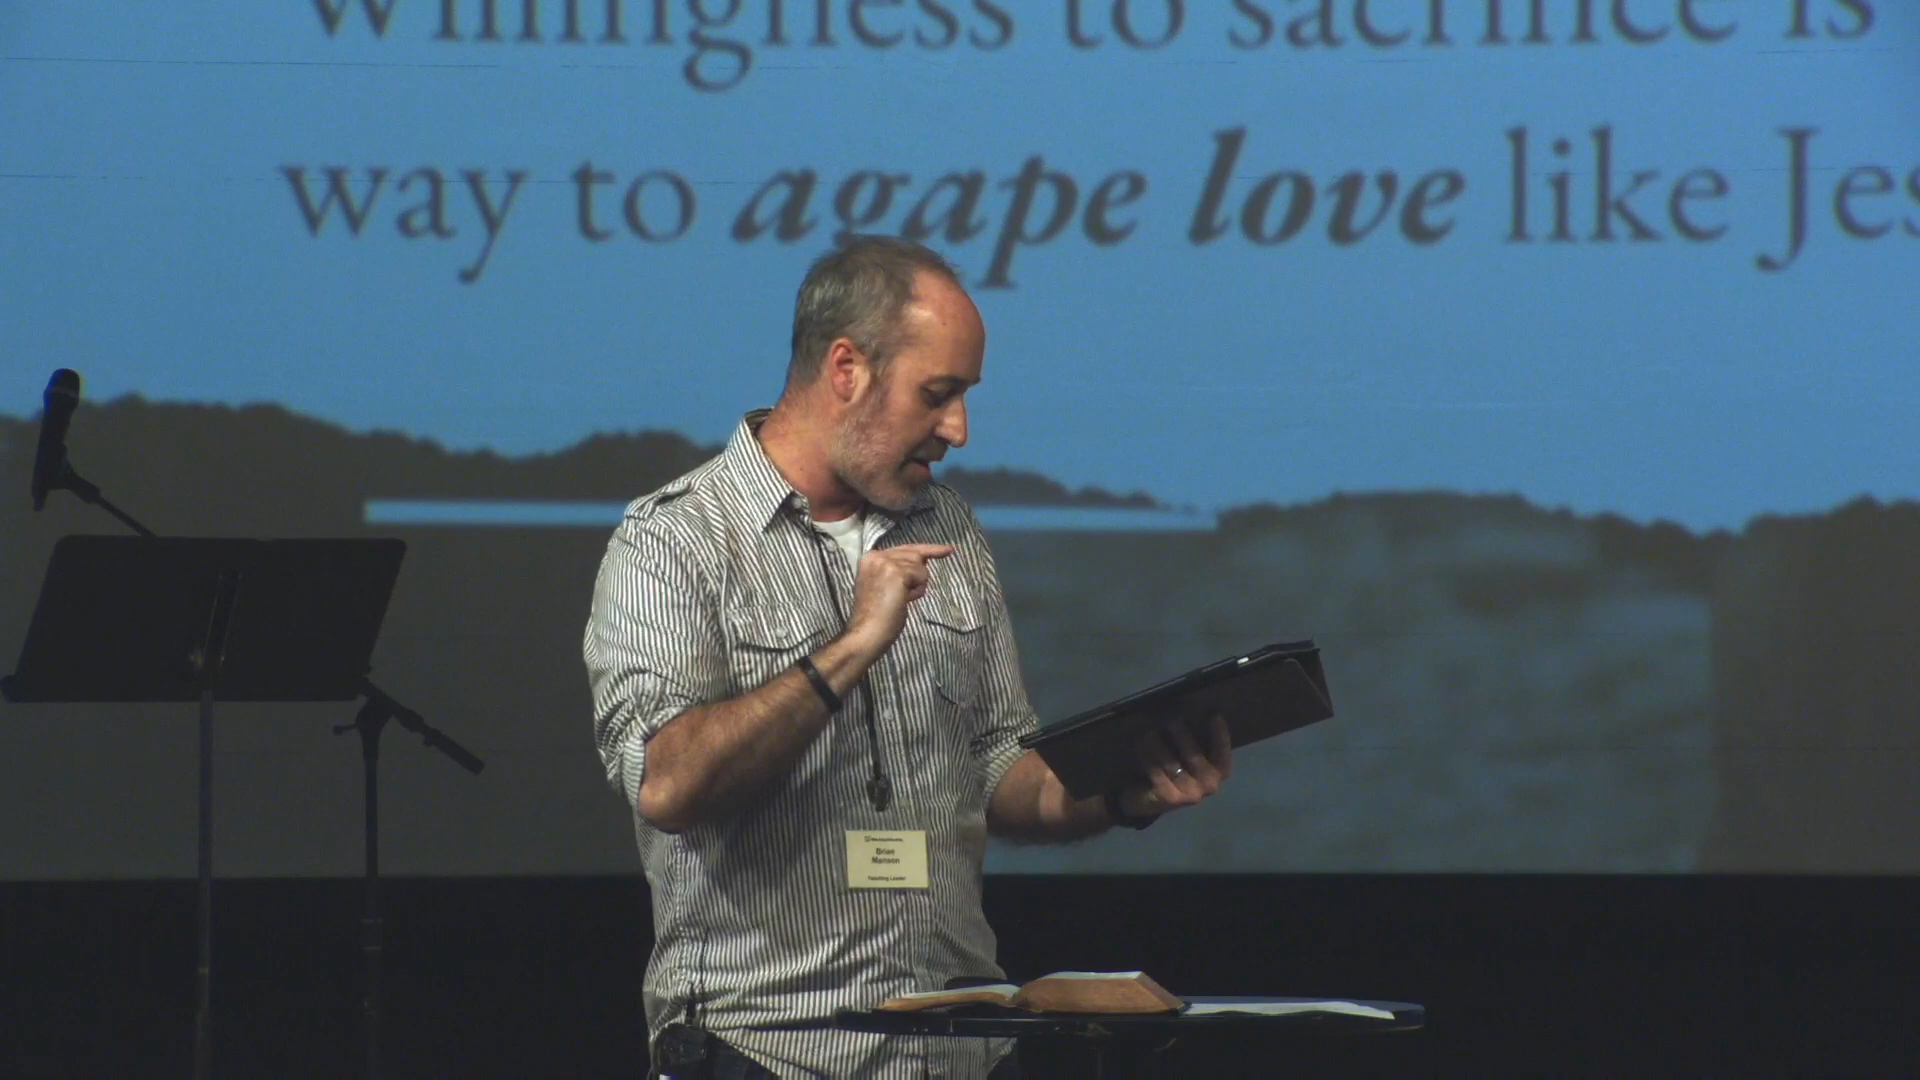 Willingness to sacrifice is
way to agape love like Jes
Brian
Manson
Teaching Leader